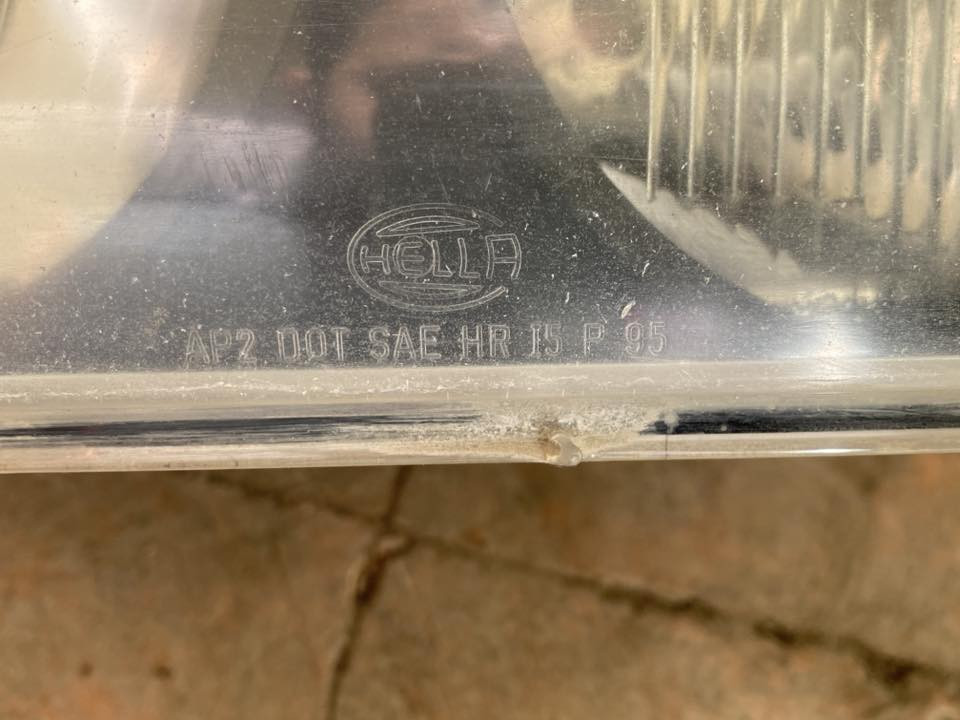 HELLA
AP2 DOT SAE HR I5 P 95